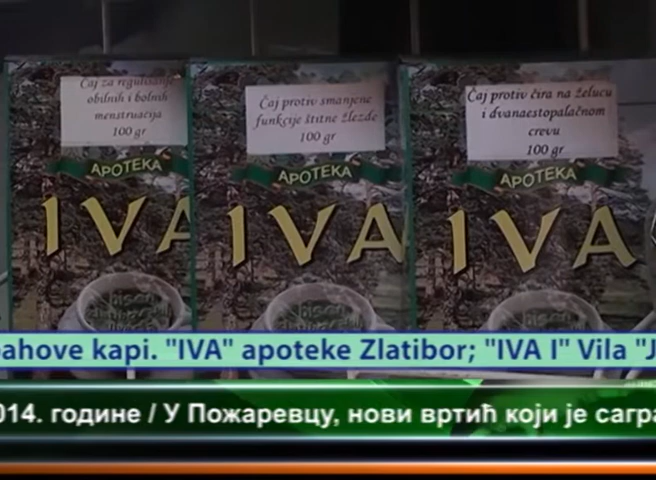 Čaj za regulisanje
obilnih i bolnih
menstruacija
100 gr
APOTEKA
IVA
Čaj protiv smanjene
funkcije štitne žlezde
100 gr
APOTEKA
IVA
Čaj protiv čira na želucu
i dvanaestopalačnom
crevu
100 gr
APOTEKA
IVA
ahove kapi. "IVA" apoteke Zlatibor; "IVA I" Vila "J
014. године / У Пожаревцу, нови вртић који је сагра